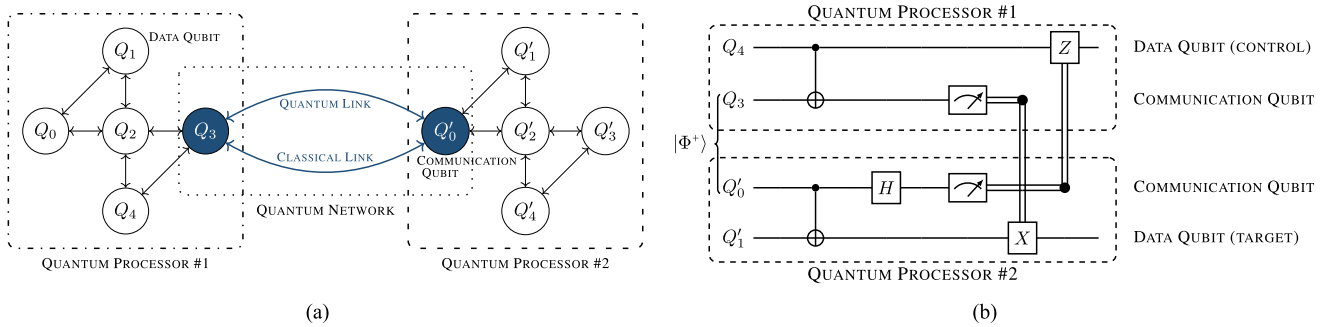 QUANTUM PROCESSOR #1
Q₁
DATA QUBIT
Q₀
Q₂
Q₃
Q₄
QUANTUM PROCESSOR #1
QUANTUM LINK
CLASSICAL LINK
QUANTUM NETWORK
Q′₁
Q′₀
Q′₂
Q′₃
COMMUNICATION
QUBIT
Q′₄
QUANTUM PROCESSOR #2
(a)
Q₄
Z
DATA QUBIT (CONTROL)
Q₃
COMMUNICATION QUBIT
|Φ⁺⟩
Q′₀
H
COMMUNICATION QUBIT
Q′₁
X
DATA QUBIT (TARGET)
QUANTUM PROCESSOR #2
(b)